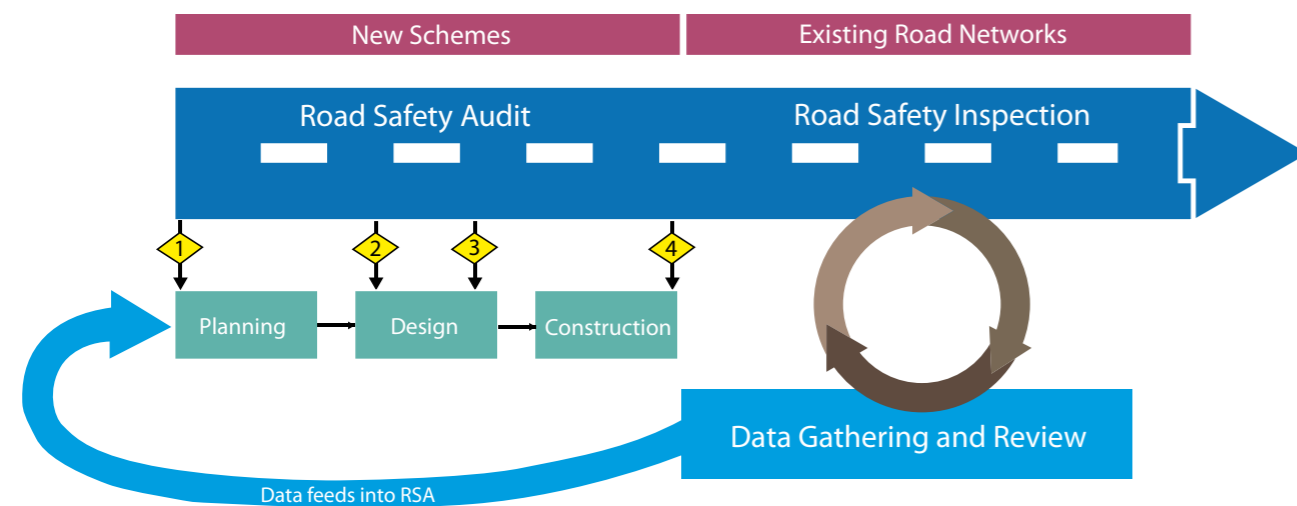 New Schemes
Existing Road Networks
Road Safety Audit
Road Safety Inspection
1
2
3
4
Planning
Design
Construction
Data Gathering and Review
Data feeds into RSA